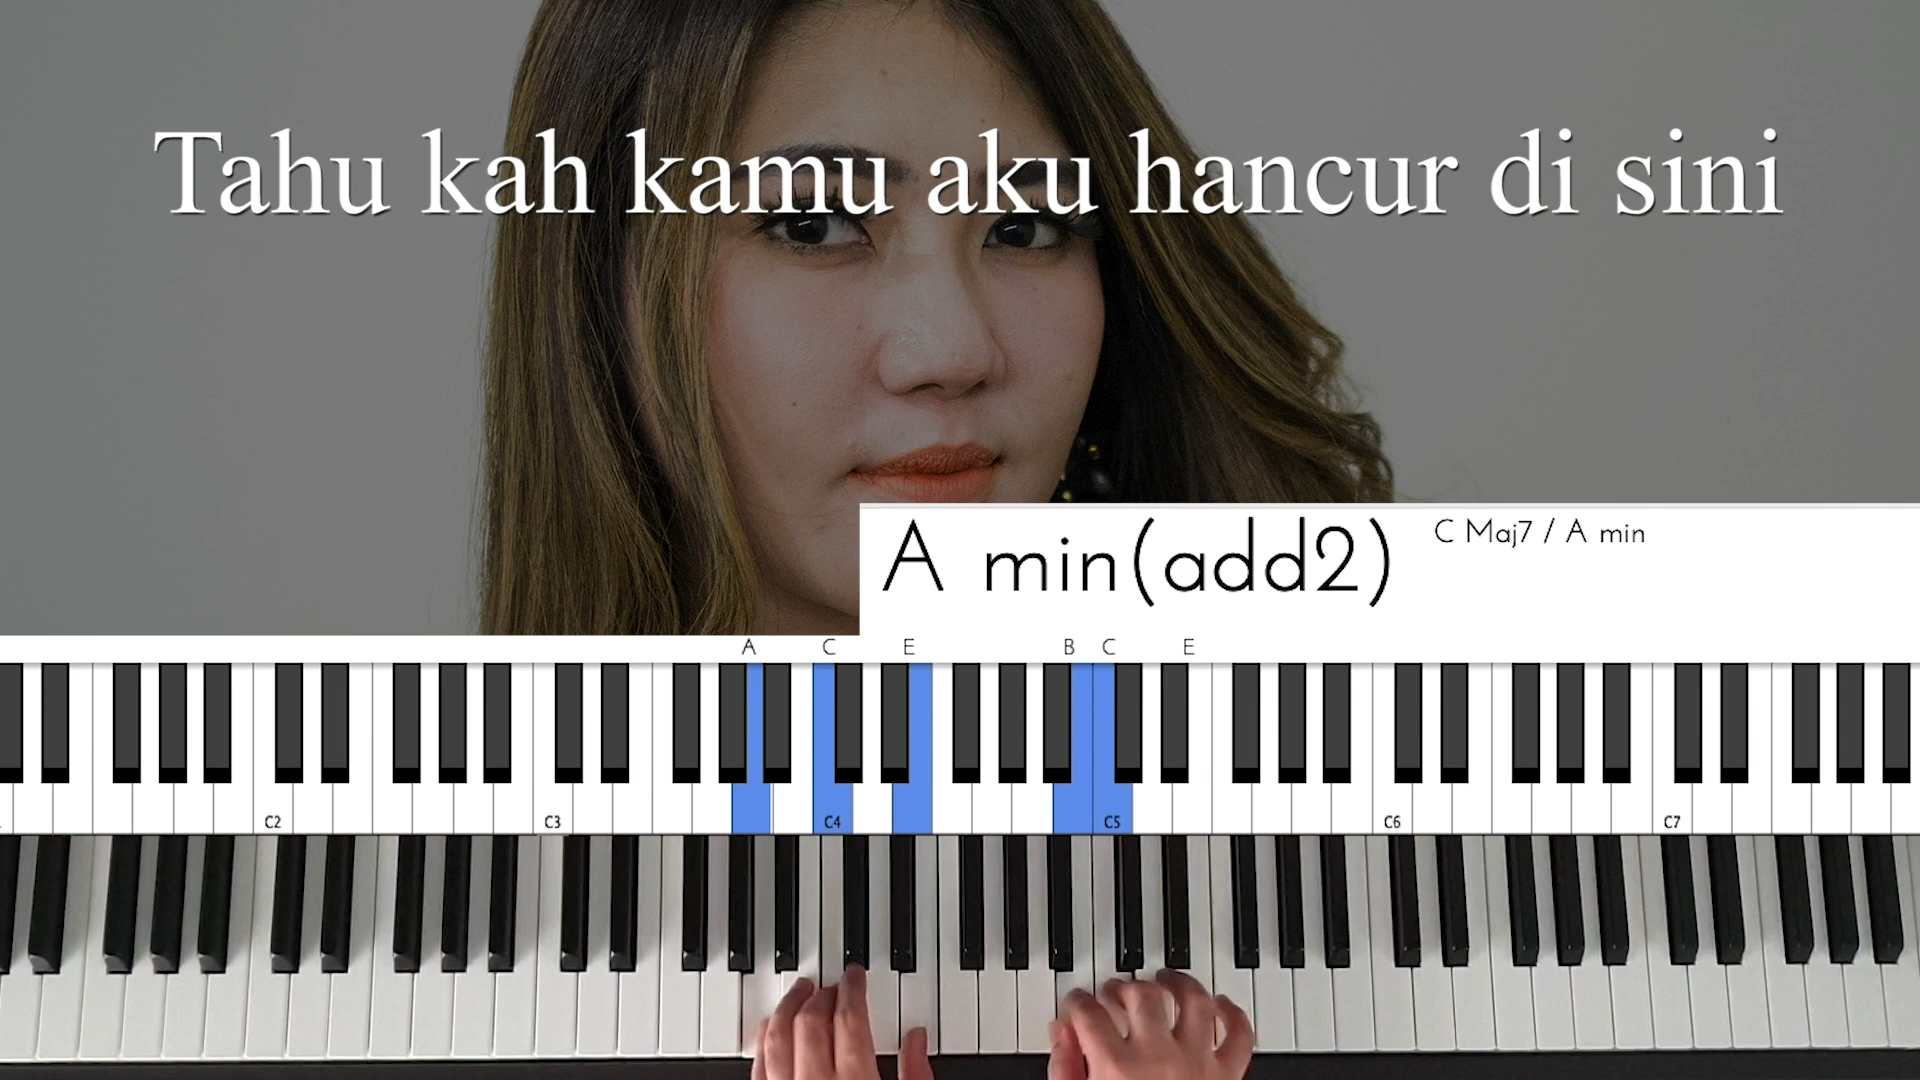 Tahu kah kamu aku hancur di sini
A min(add2) C Maj7 / A min
A C E B C E
C2 C3 C4 C5 C6 C7